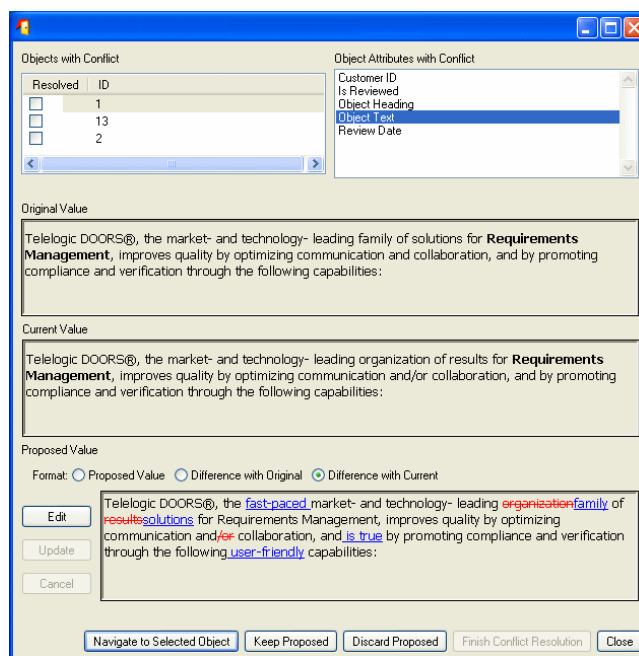 Objects with Conflict
Object Attributes with Conflict
Resolved ID
1
13
2
Customer ID
Is Reviewed
Object Heading
Object Text
Review Date
Original Value
Telelogic DOORS®, the market- and technology- leading family of solutions for Requirements
Management, improves quality by optimizing communication and collaboration, and by promoting
compliance and verification through the following capabilities:
Current Value
Telelogic DOORS®, the market- and technology- leading organization of results for Requirements
Management, improves quality by optimizing communication and/or collaboration, and by promoting
compliance and verification through the following capabilities:
Proposed Value
Format: Proposed Value Difference with Original Difference with Current
Edit
Update
Cancel
Telelogic DOORS®, the fast-paced market- and technology- leading organizationfamily of
resultssolutions for Requirements Management, improves quality by optimizing
communication and/or collaboration, and is true by promoting compliance and verification
through the following user-friendly capabilities:
Navigate to Selected Object Keep Proposed Discard Proposed Finish Conflict Resolution Close